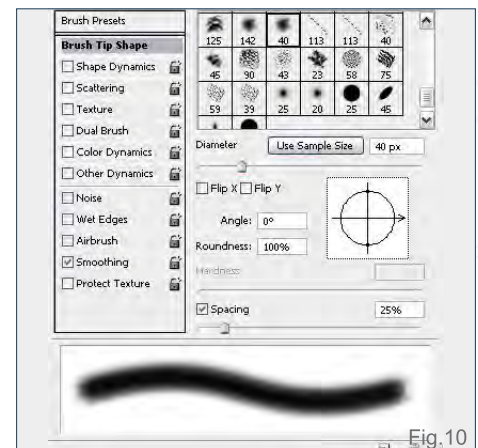 Brush Presets
Brush Tip Shape
Shape Dynamics
Scattering
Texture
Dual Brush
Color Dynamics
Other Dynamics
Noise
Wet Edges
Airbrush
Smoothing
Protect Texture
125 142 40 113 113 40
45 90 43 23 58 75
59 39 25 20 25 45
Diameter Use Sample Size 40 px
Flip X Flip Y
Angle: 0°
Roundness: 100%
Hardness
Spacing 25%
Fig.10